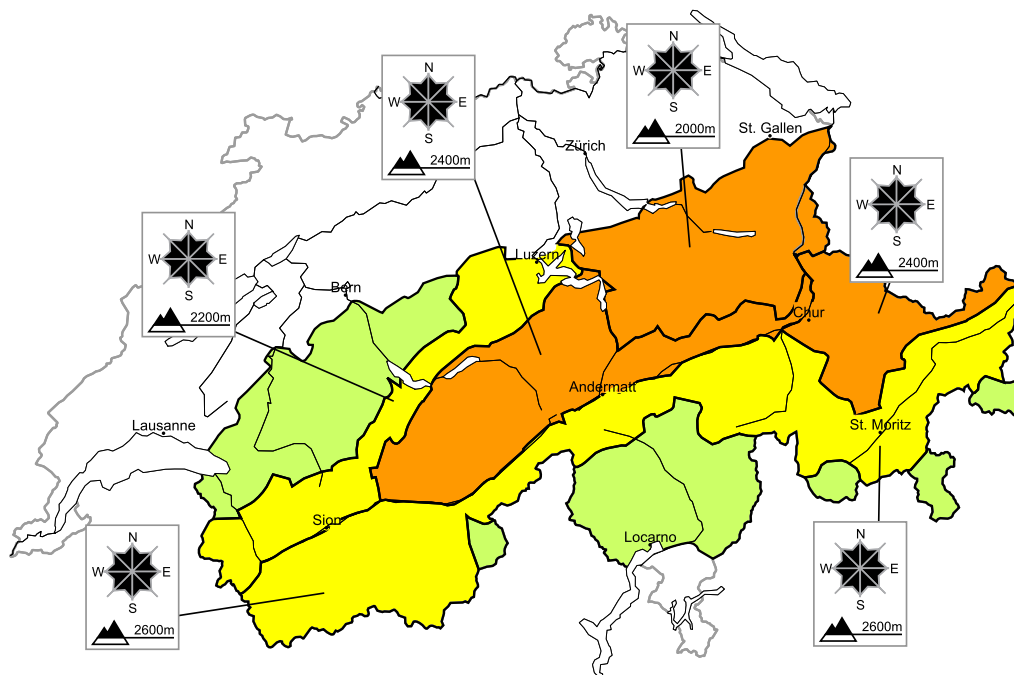 N
W E
S
2000m
N
W E
S
2400m
St. Gallen
Zürich
N
W E
S
2400m
N
W E
S
2200m
Luzern
Bern
Chur
Andermatt
Lausanne
St. Moritz
Sion
Locarno
N
W E
S
2600m
N
W E
S
2600m